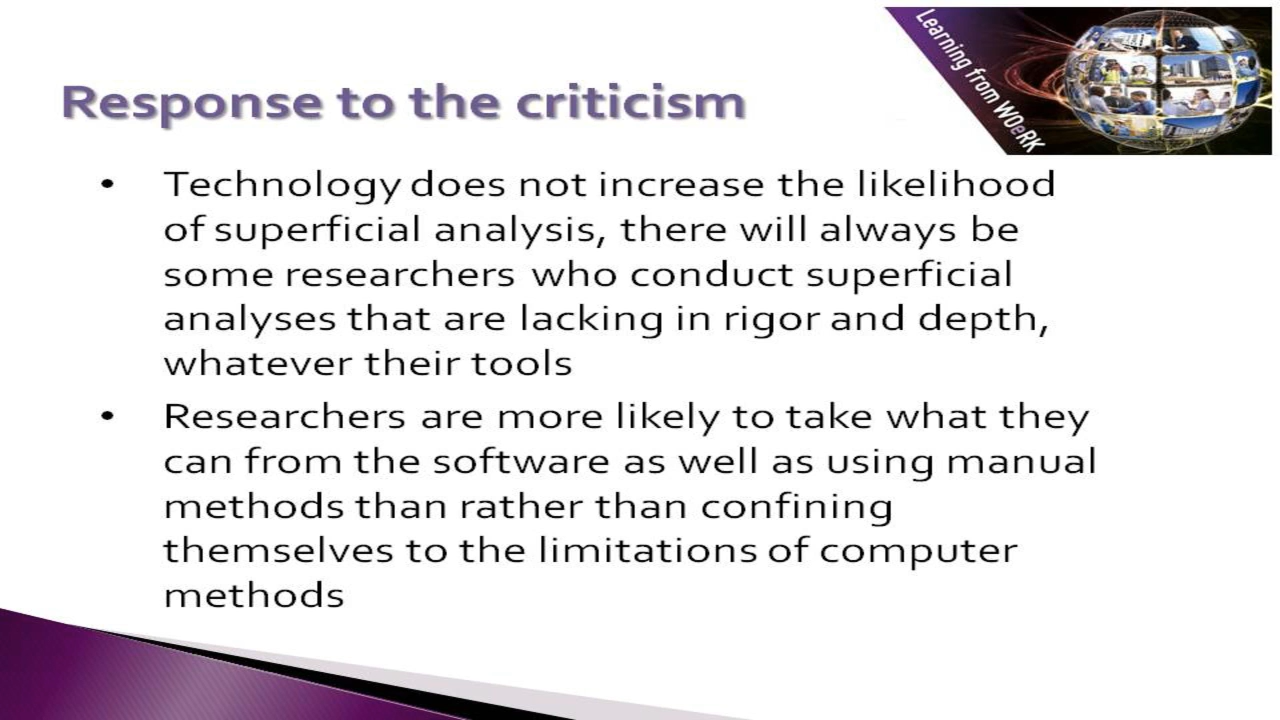 Learning from WOeRK
Response to the criticism
• Technology does not increase the likelihood
of superficial analysis, there will always be
some researchers who conduct superficial
analyses that are lacking in rigor and depth,
whatever their tools
• Researchers are more likely to take what they
can from the software as well as using manual
methods than rather than confining
themselves to the limitations of computer
methods